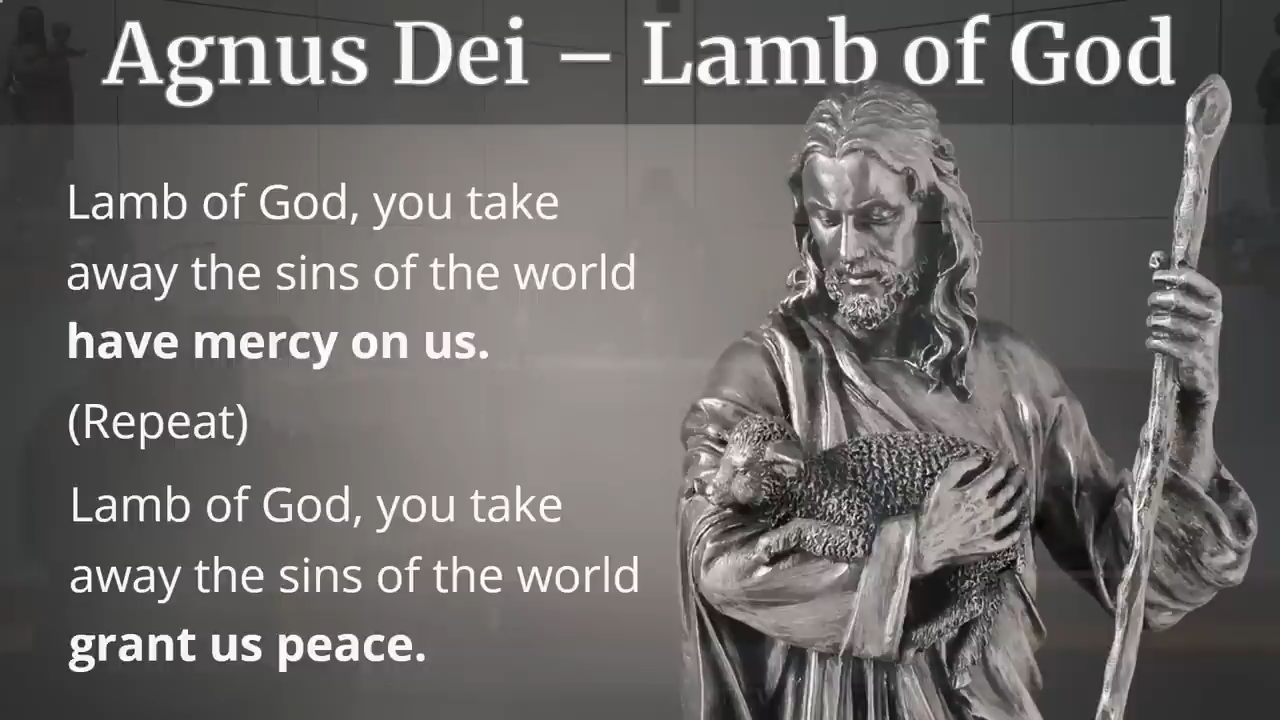 Agnus Dei – Lamb of God
Lamb of God, you take
away the sins of the world
have mercy on us.
(Repeat)
Lamb of God, you take
away the sins of the world
grant us peace.